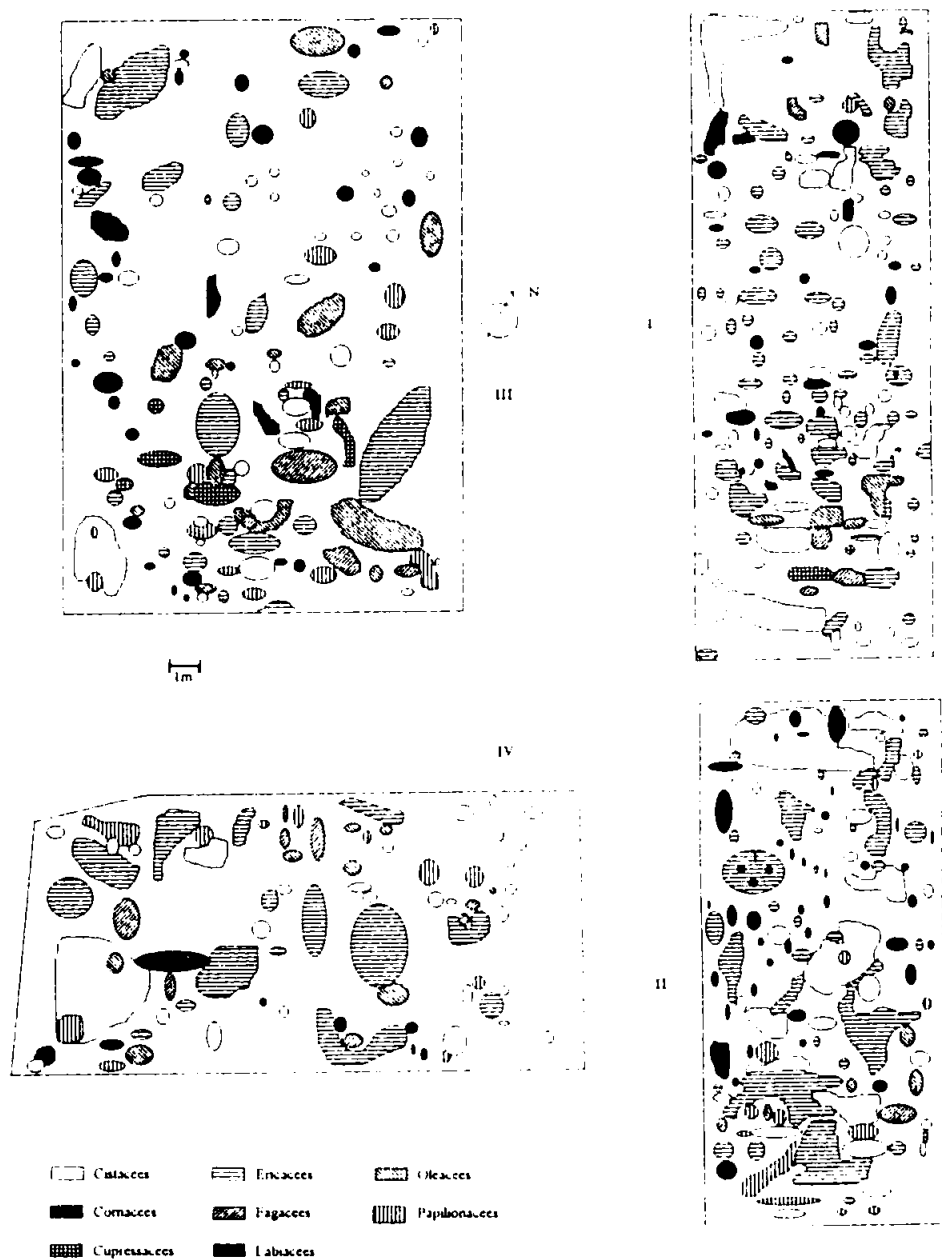 N
I
III
1m
IV
II
Cistacees Ericacees Oleacees
Cornacees Fagacees Papilionacees
Cupressacees Labiacees